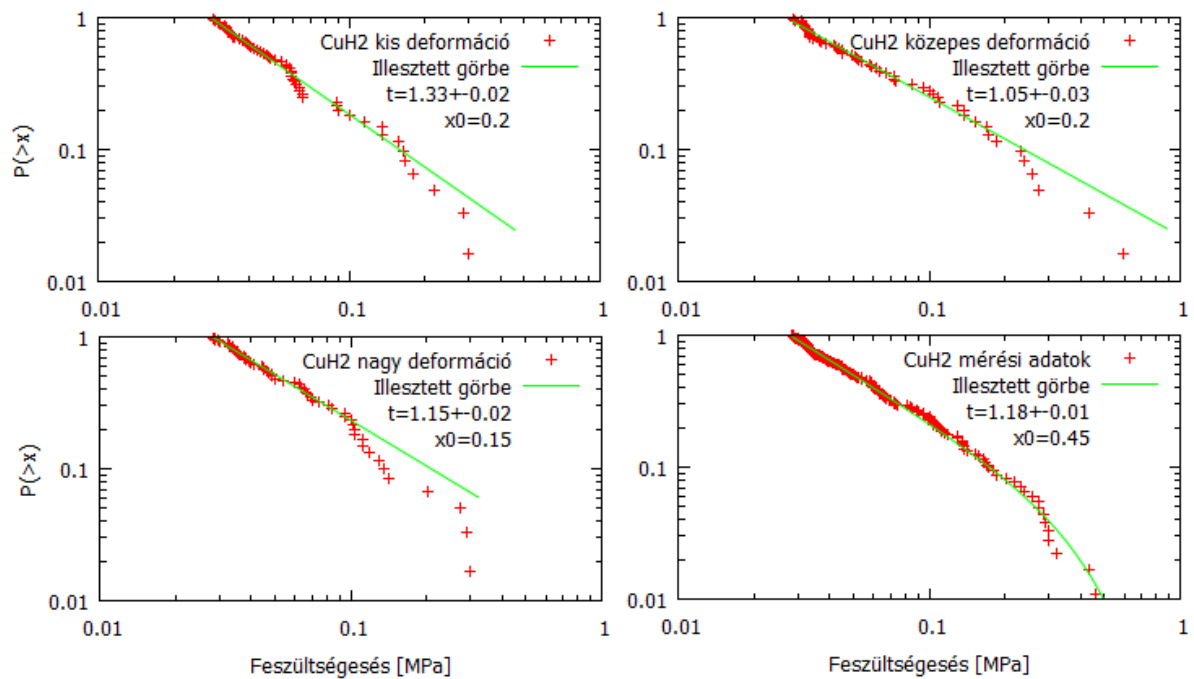 P(>x)
1
0.1
0.01
0.01
0.1
1
CuH2 kis deformáció
Illesztett görbe
t=1.33+-0.02
x0=0.2
1
0.1
0.01
0.01
0.1
1
CuH2 közepes deformáció
Illesztett görbe
t=1.05+-0.03
x0=0.2
P(>x)
1
0.1
0.01
0.01
0.1
1
CuH2 nagy deformáció
Illesztett görbe
t=1.15+-0.02
x0=0.15
Feszültségesés [MPa]
1
0.1
0.01
0.01
0.1
1
CuH2 mérési adatok
Illesztett görbe
t=1.18+-0.01
x0=0.45
Feszültségesés [MPa]